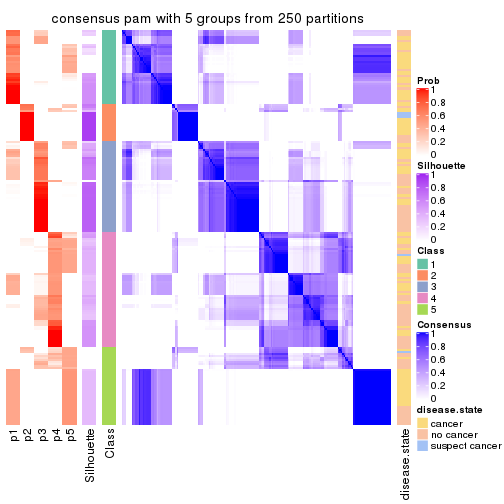 consensus pam with 5 groups from 250 partitions
Prob
1
0.8
0.6
0.4
0.2
0
Silhouette
1
0.8
0.6
0.4
0.2
0
Class
1
2
3
4
5
Consensus
1
0.8
0.6
0.4
0.2
0
disease.state
cancer
no cancer
suspect cancer
p1
p2
p3
p4
p5
Silhouette
Class
disease.state